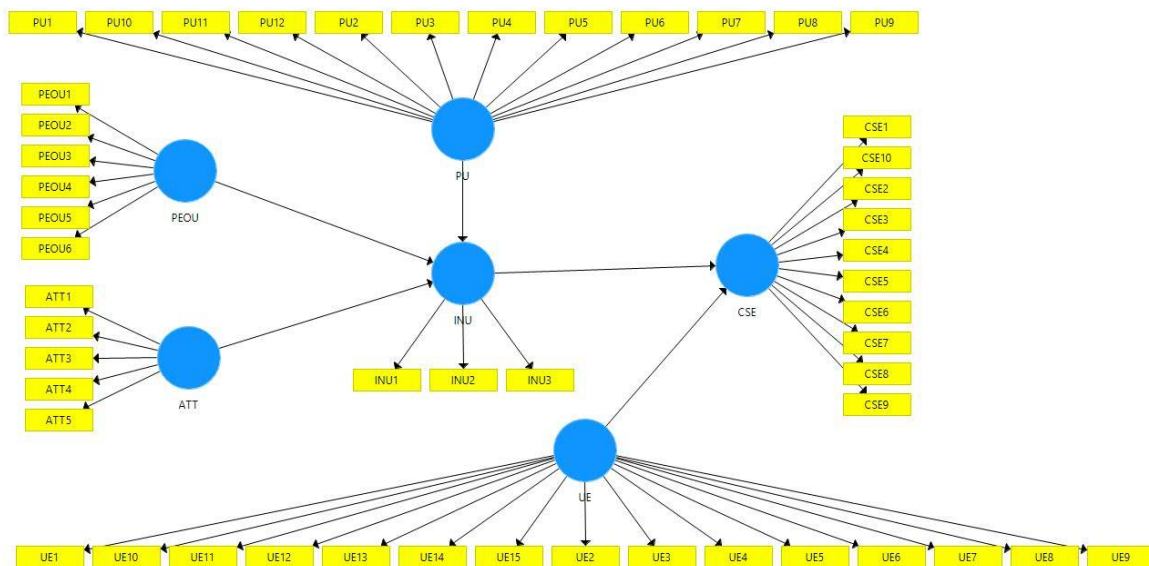 PU1 PU10 PU11 PU12 PU2 PU3 PU4 PU5 PU6 PU7 PU8 PU9
PEOU1
PEOU2
PEOU3
PEOU4
PEOU5
PEOU6
PEOU
PU
CSE1
CSE10
CSE2
CSE3
CSE4
CSE5
CSE6
CSE7
CSE8
CSE9
CSE
ATT1
ATT2
ATT3
ATT4
ATT5
ATT
INU
INU1 INU2 INU3
UE
UE1 UE10 UE11 UE12 UE13 UE14 UE15 UE2 UE3 UE4 UE5 UE6 UE7 UE8 UE9